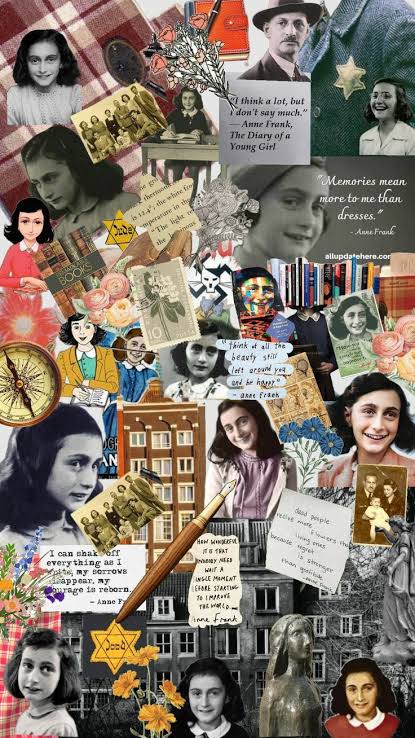 "I think a lot, but
I don't say much."
― Anne Frank,
The Diary of a
Young Girl
"Memories mean
more to me than
dresses."
- Anne Frank
allupdatehere.com
Jude
BOOKS
"think of all the
beauty still
left around you
and be happy"
- anne frank
HOW WONDERFUL
IT IS THAT
NOBODY NEED
WAIT A
SINGLE MOMENT
BEFORE STARTING
TO IMPROVE
THE WORLD
anne frank
dead people
receive more flowers than
living ones
because regret
is stronger
than gratitude
I can shake off
everything as I
my sorrows
disappear, my
courage is reborn.
― Anne
Jood